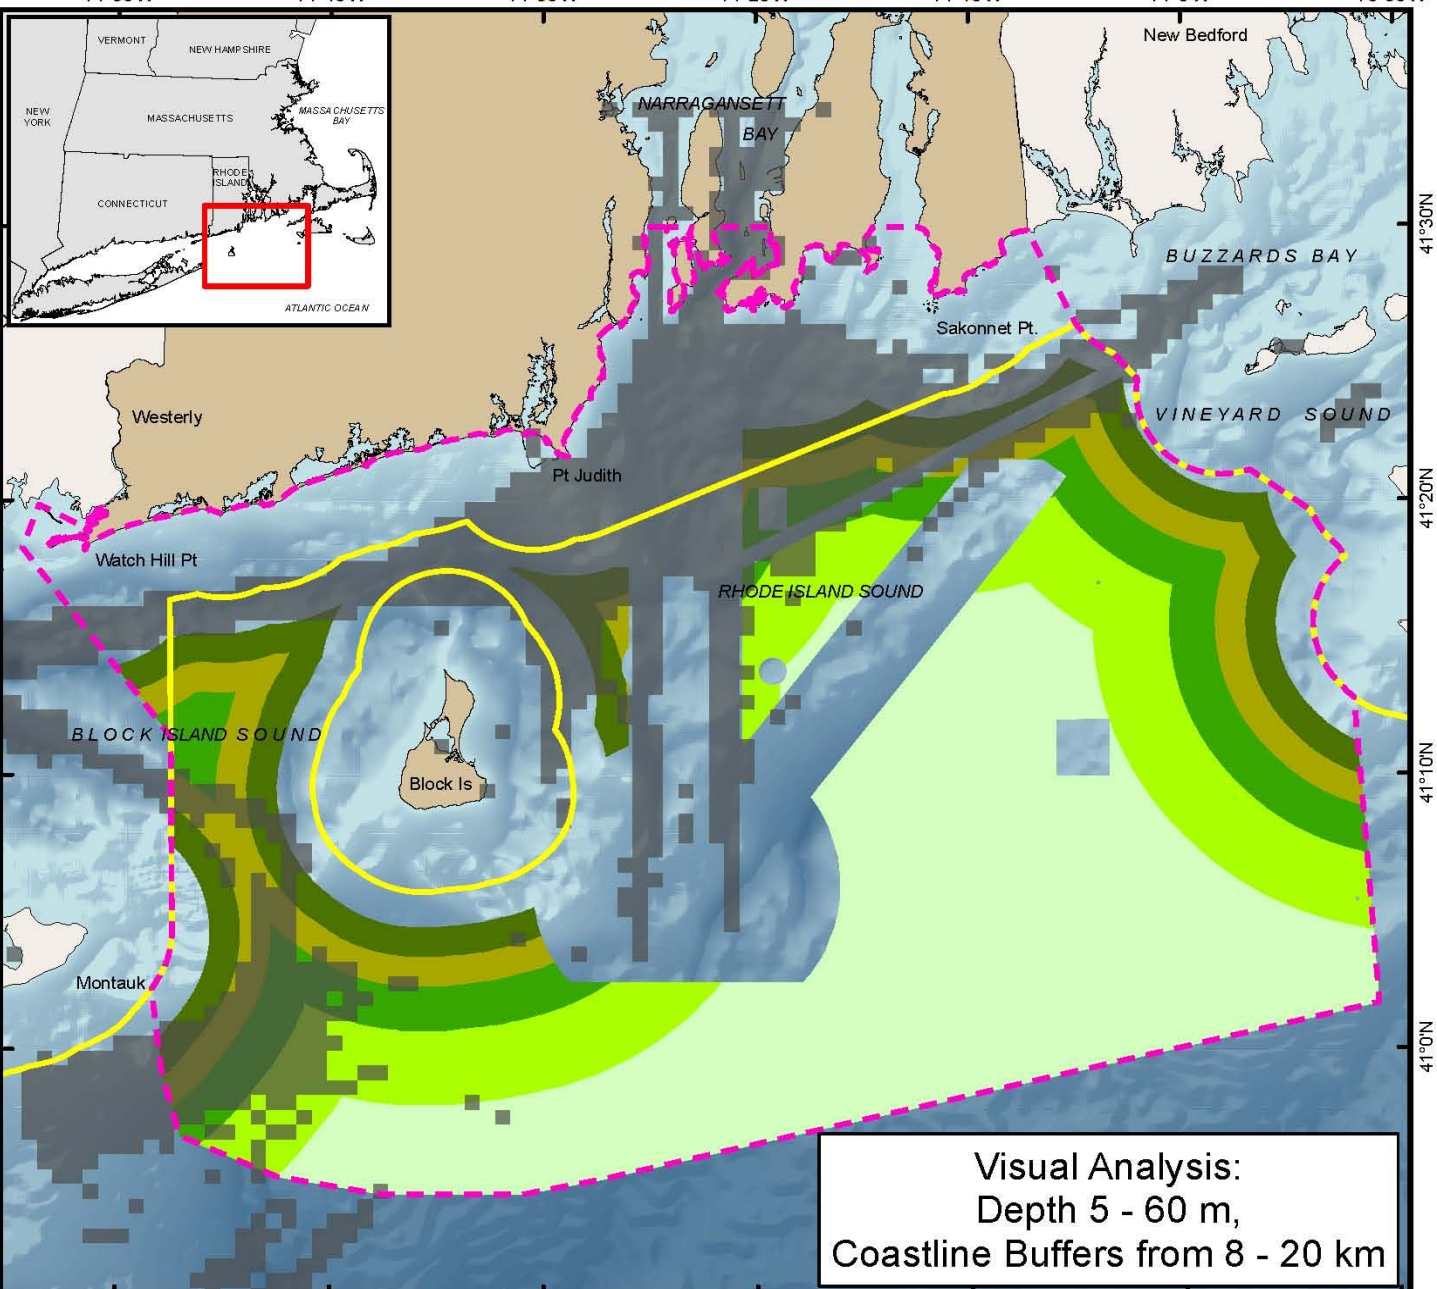 VERMONT
NEW HAMPSHIRE
NEW
YORK
MASSACHUSETTS
MASSACHUSETTS
BAY
RHODE
ISLAND
CONNECTICUT
ATLANTIC OCEAN
New Bedford
NARRAGANSETT
BAY
41°30'N
BUZZARDS BAY
Sakonnet Pt.
Westerly
VINEYARD SOUND
Pt Judith
41°20'N
Watch Hill Pt
RHODE ISLAND SOUND
BLOCK ISLAND SOUND
Block Is
41°10'N
Montauk
41°0'N
Visual Analysis:
Depth 5 - 60 m,
Coastline Buffers from 8 - 20 km